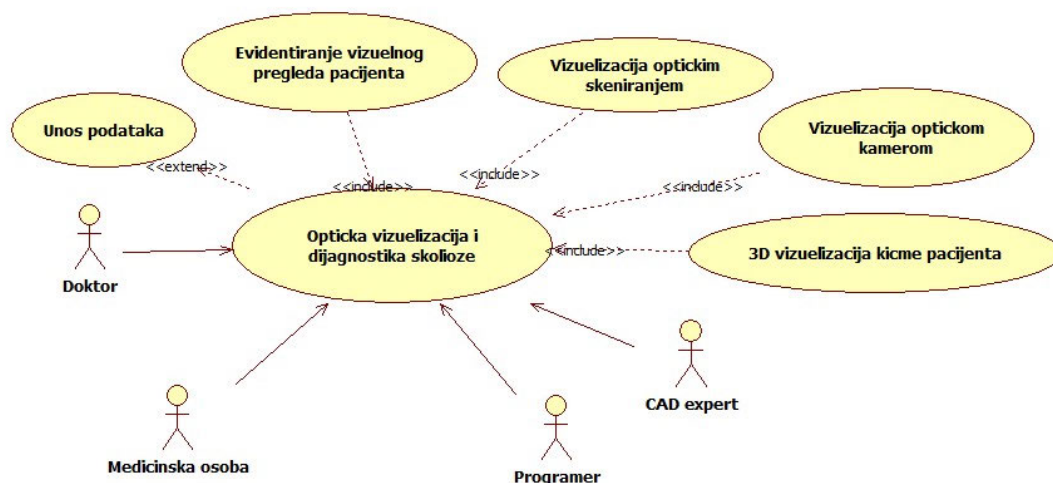 Evidentiranje vizuelnog
pregleda pacijenta
Vizuelizacija optickim
skeniranjem
Unos podataka
Vizuelizacija optickom
kamerom
<<extend>>
<<include>>
<<include>>
<<include>>
Opticka vizuelizacija i
dijagnostika skolioze
<<include>>
3D vizuelizacija kicme pacijenta
Doktor
CAD expert
Medicinska osoba
Programer